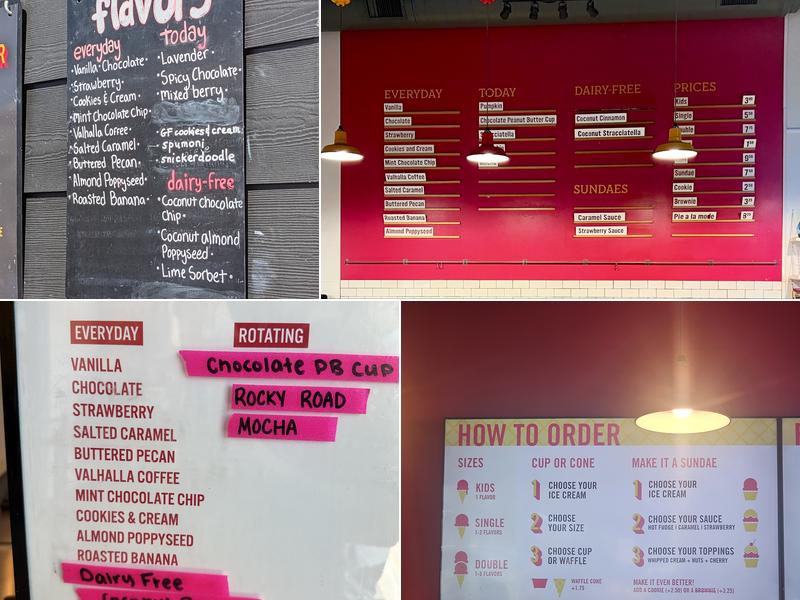 flavors
everyday
• Vanilla • Chocolate •
• Strawberry •
• Cookies & Cream •
• Mint Chocolate Chip •
• Valhalla Coffee •
• Salted Caramel •
• Buttered Pecan •
• Almond Poppyseed •
• Roasted Banana •
today
• Lavender •
• Spicy Chocolate •
• Mixed berry •
• GF cookies & cream
• spumoni
• snickerdoodle
dairy-free
• Coconut chocolate
chip •
• Coconut almond
Poppyseed •
• Lime Sorbet •
EVERYDAY
Vanilla
Chocolate
Strawberry
Cookies and Cream
Mint Chocolate Chip
Valhalla Coffee
Salted Caramel
Buttered Pecan
Roasted Banana
Almond Poppyseed
TODAY
Pumpkin
Chocolate Peanut Butter Cup
DAIRY-FREE
Coconut Cinnamon
Coconut Stracciatella
SUNDAES
Caramel Sauce
Strawberry Sauce
PRICES
Kids
Single
Sundae
Cookie
Brownie
Pie a la mode
EVERYDAY
VANILLA
CHOCOLATE
STRAWBERRY
SALTED CARAMEL
BUTTERED PECAN
VALHALLA COFFEE
MINT CHOCOLATE CHIP
COOKIES & CREAM
ALMOND POPPYSEED
ROASTED BANANA
Dairy Free
ROTATING
Chocolate PB Cup
ROCKY ROAD
MOCHA
HOW TO ORDER
SIZES
KIDS
1 FLAVOR
SINGLE
1-2 FLAVORS
DOUBLE
1-3 FLAVORS
CUP OR CONE
1 CHOOSE YOUR
ICE CREAM
2 CHOOSE
YOUR SIZE
3 CHOOSE CUP
OR WAFFLE
WAFFLE CONE
+1.75
MAKE IT A SUNDAE
1 CHOOSE YOUR
ICE CREAM
2 CHOOSE YOUR SAUCE
HOT FUDGE | CARAMEL | STRAWBERRY
3 CHOOSE YOUR TOPPINGS
WHIPPED CREAM + NUTS + CHERRY
MAKE IT EVEN BETTER!
ADD A COOKIE (+2.50) OR A BROWNIE (+3.25)